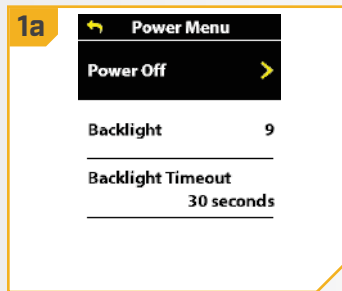 1a
Power Menu
Power Off
Backlight 9
Backlight Timeout
30 seconds